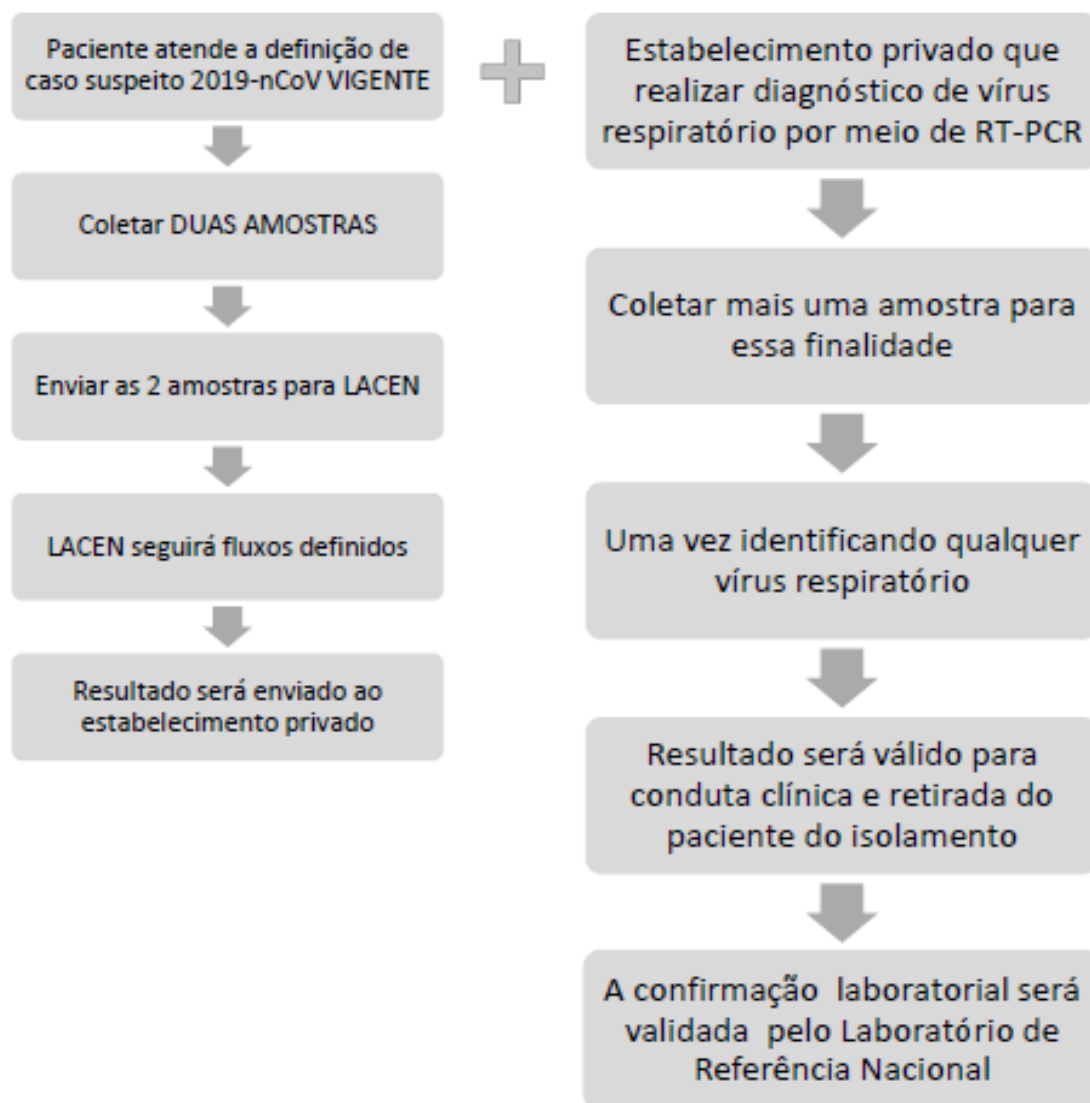 Paciente atende a definição de
caso suspeito 2019-nCoV VIGENTE
Coletar DUAS AMOSTRAS
Enviar as 2 amostras para LACEN
LACEN seguirá fluxos definidos
Resultado será enviado ao
estabelecimento privado
Estabelecimento privado que
realizar diagnóstico de vírus
respiratório por meio de RT-PCR
Coletar mais uma amostra para
essa finalidade
Uma vez identificando qualquer
vírus respiratório
Resultado será válido para
conduta clínica e retirada do
paciente do isolamento
A confirmação laboratorial será
validada pelo Laboratório de
Referência Nacional